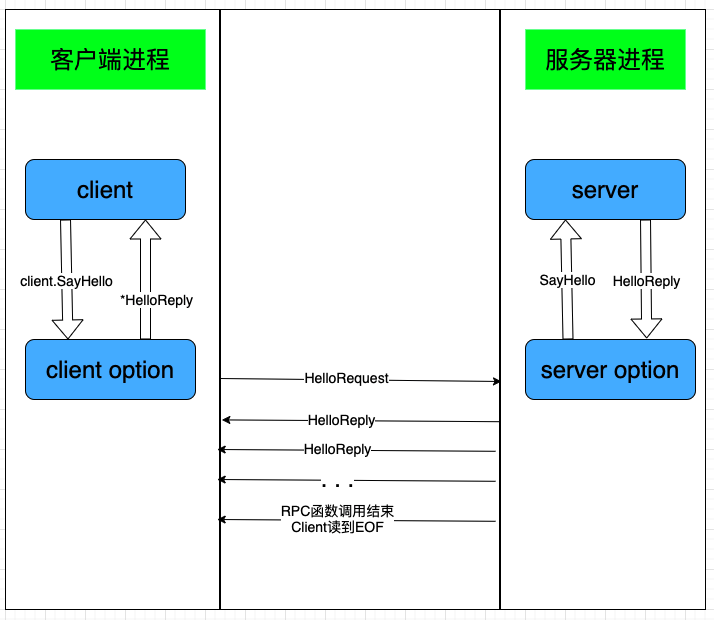 客户端进程
服务器进程
client
server
client.SayHello
*HelloReply
SayHello
HelloReply
client option
server option
HelloRequest
HelloReply
HelloReply
. . .
RPC函数调用结束
Client读到EOF